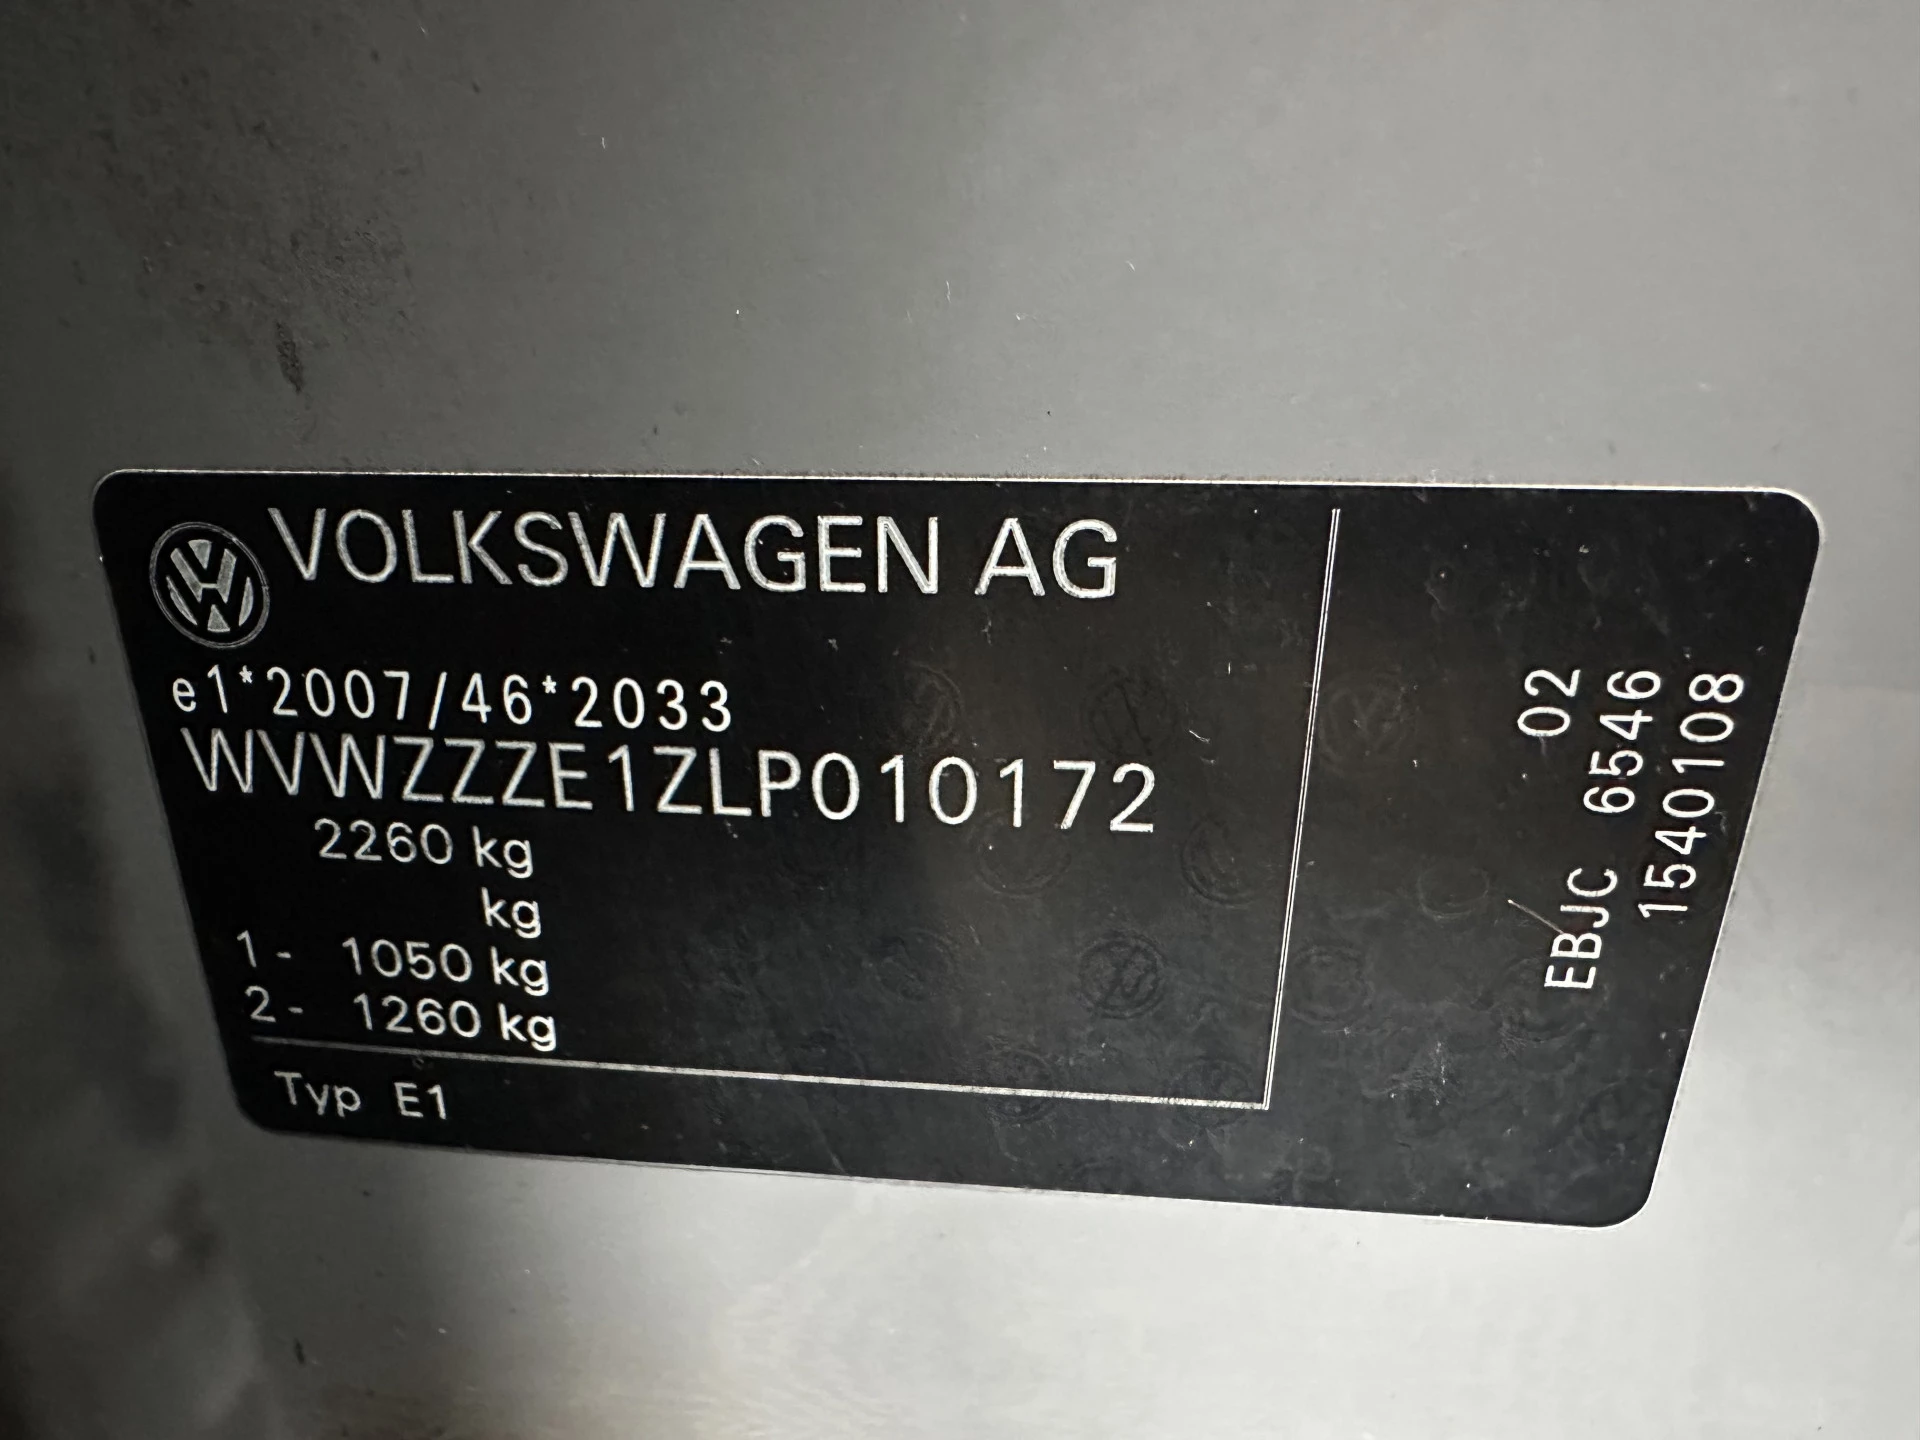 VOLKSWAGEN AG
e1*2007/46*2033
WVWZZZE1ZLP010172
2260 kg
kg
1- 1050 kg
2- 1260 kg
Typ E1
02
EBJC 6546
1540108